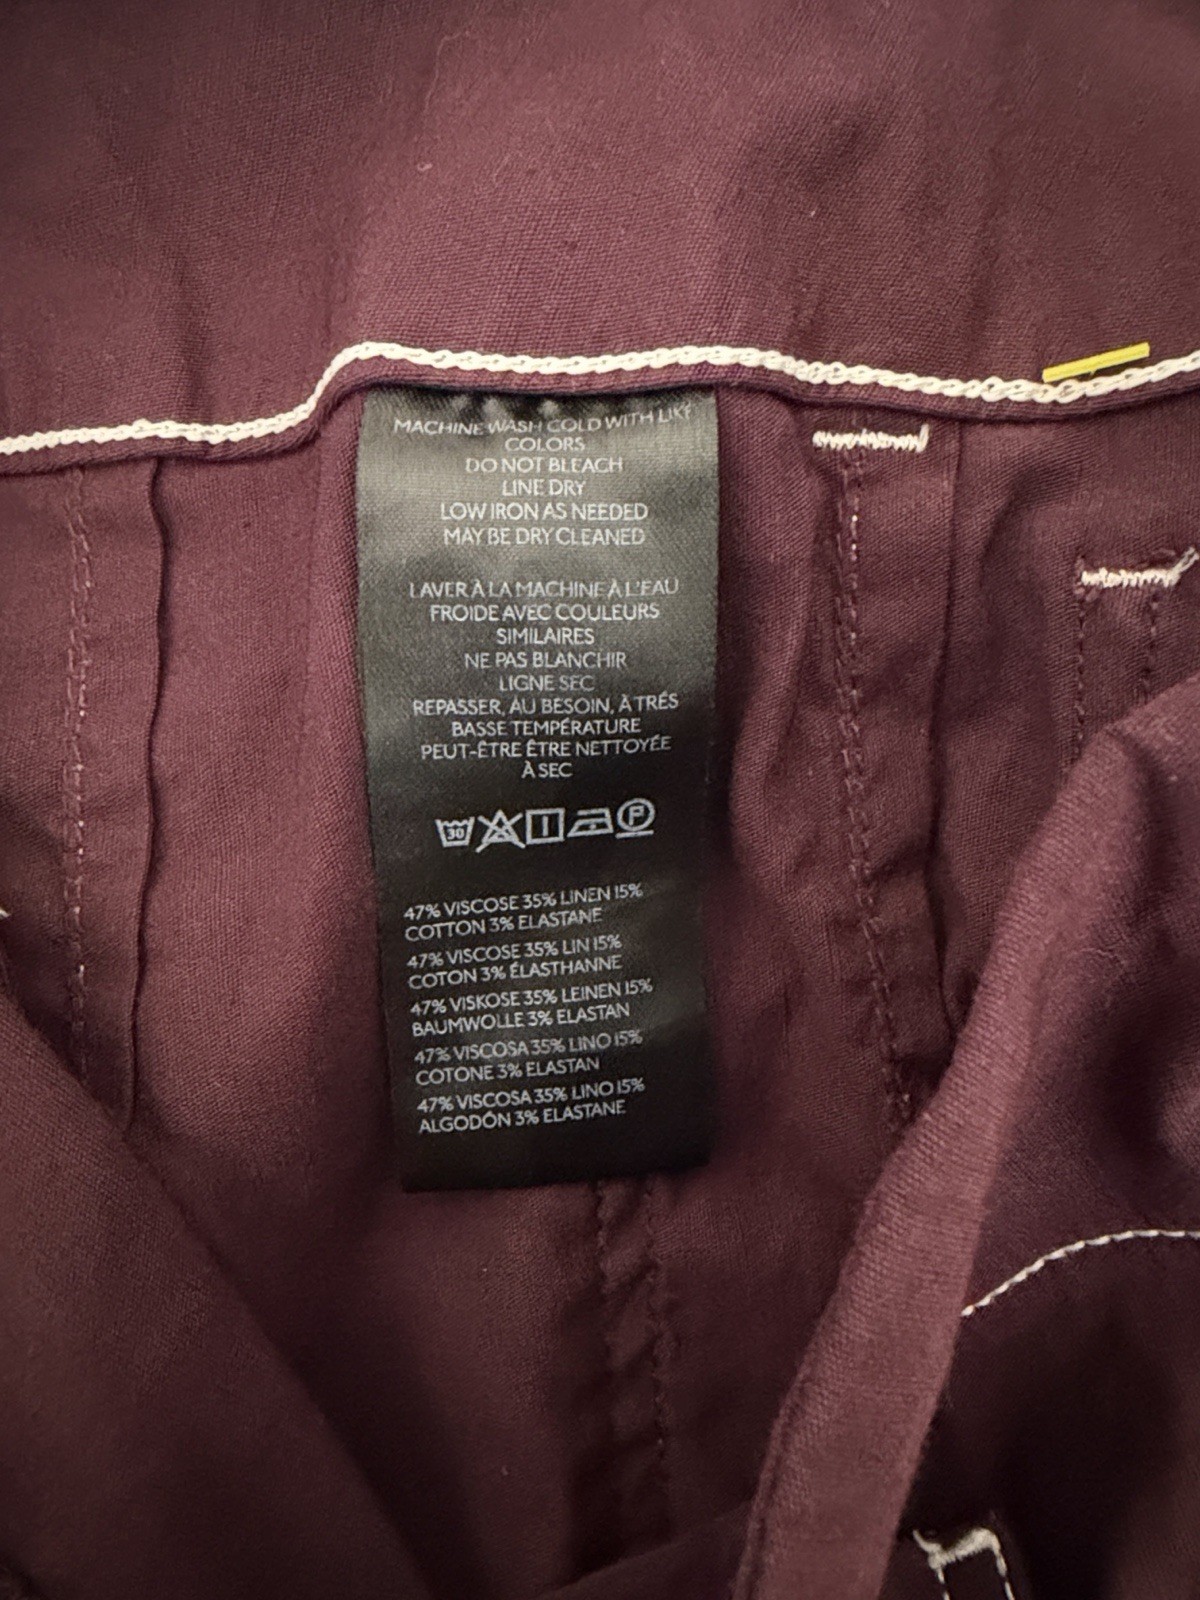 MACHINE WASH COLD WITH LIKE
COLORS
DO NOT BLEACH
LINE DRY
LOW IRON AS NEEDED
MAY BE DRY CLEANED
LAVER À LA MACHINE À L'EAU
FROIDE AVEC COULEURS
SIMILAIRES
NE PAS BLANCHIR
LIGNE SEC
REPASSER, AU BESOIN, À TRÉS
BASSE TEMPÉRATURE
PEUT-ÊTRE ÊTRE NETTOYÉE
À SEC
30 P
47% VISCOSE 35% LINEN 15%
COTTON 3% ELASTANE
47% VISCOSE 35% LIN 15%
COTON 3% ÉLASTHANNE
47% VISKOSE 35% LEINEN 15%
BAUMWOLLE 3% ELASTAN
47% VISCOSA 35% LINO 15%
COTONE 3% ELASTAN
47% VISCOSA 35% LINO 15%
ALGODÓN 3% ELASTANE